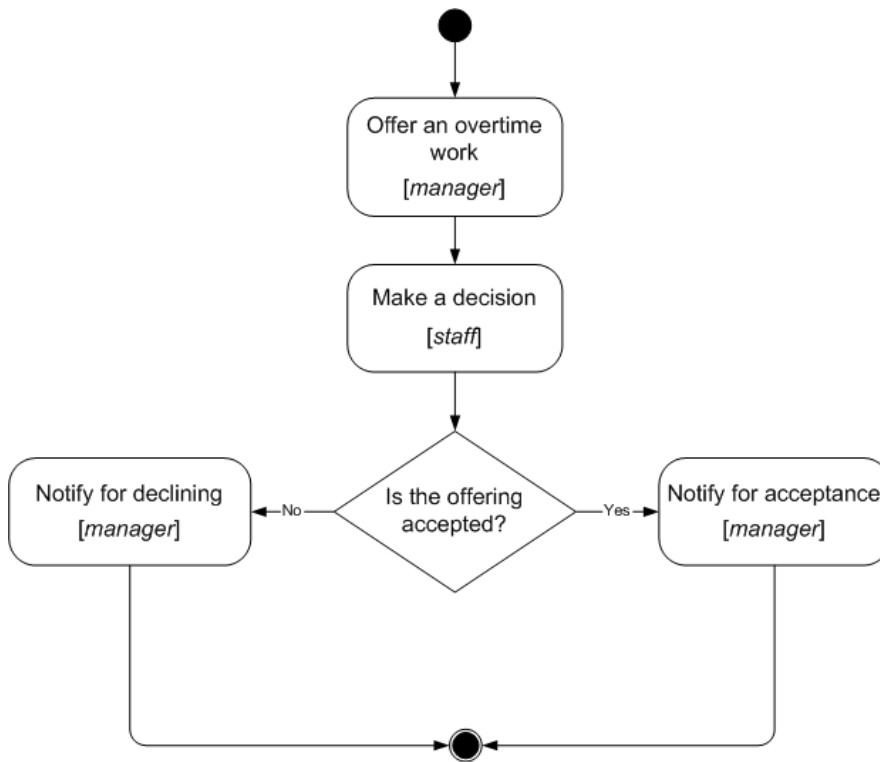 Offer an overtime
work
[manager]
Make a decision
[staff]
Is the offering
accepted?
No
Yes
Notify for declining
[manager]
Notify for acceptance
[manager]